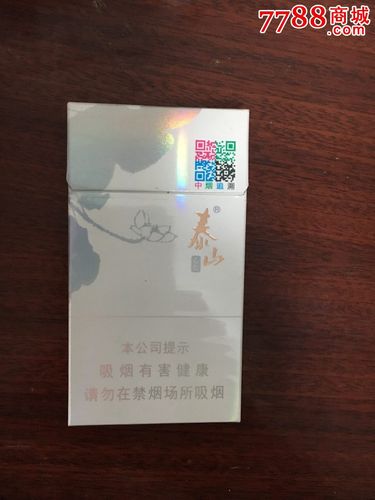 7788商城
中烟追溯
泰山®
本公司提示
吸烟有害健康
请勿在禁烟场所吸烟